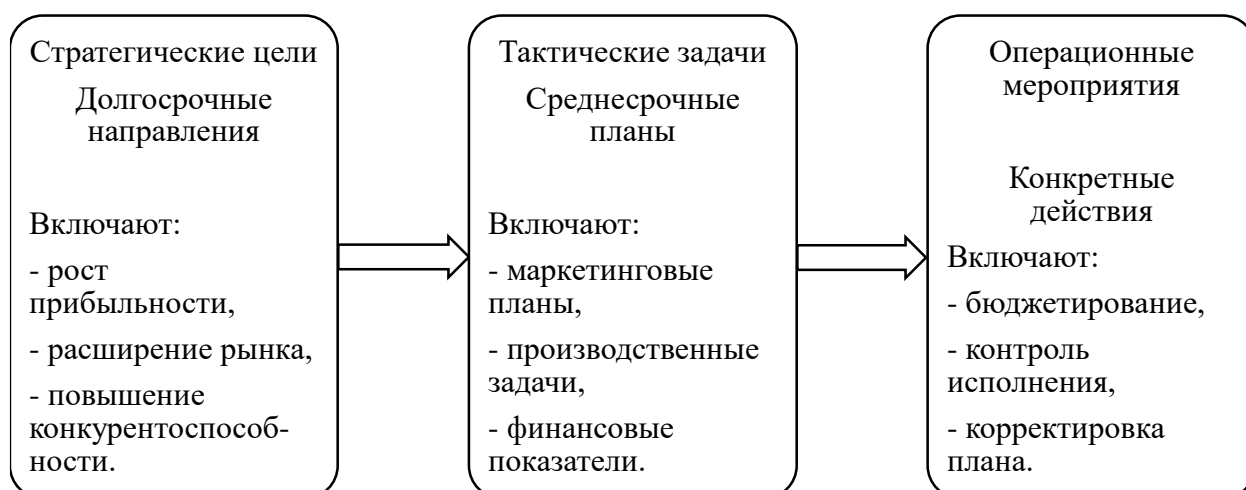 Стратегические цели
Долгосрочные
направления
Включают:
- рост
прибыльности,
- расширение рынка,
- повышение
конкурентоспособ-
ности.
Тактические задачи
Среднесрочные
планы
Включают:
- маркетинговые
планы,
- производственные
задачи,
- финансовые
показатели.
Операционные
мероприятия
Конкретные
действия
Включают:
- бюджетирование,
- контроль
исполнения,
- корректировка
плана.